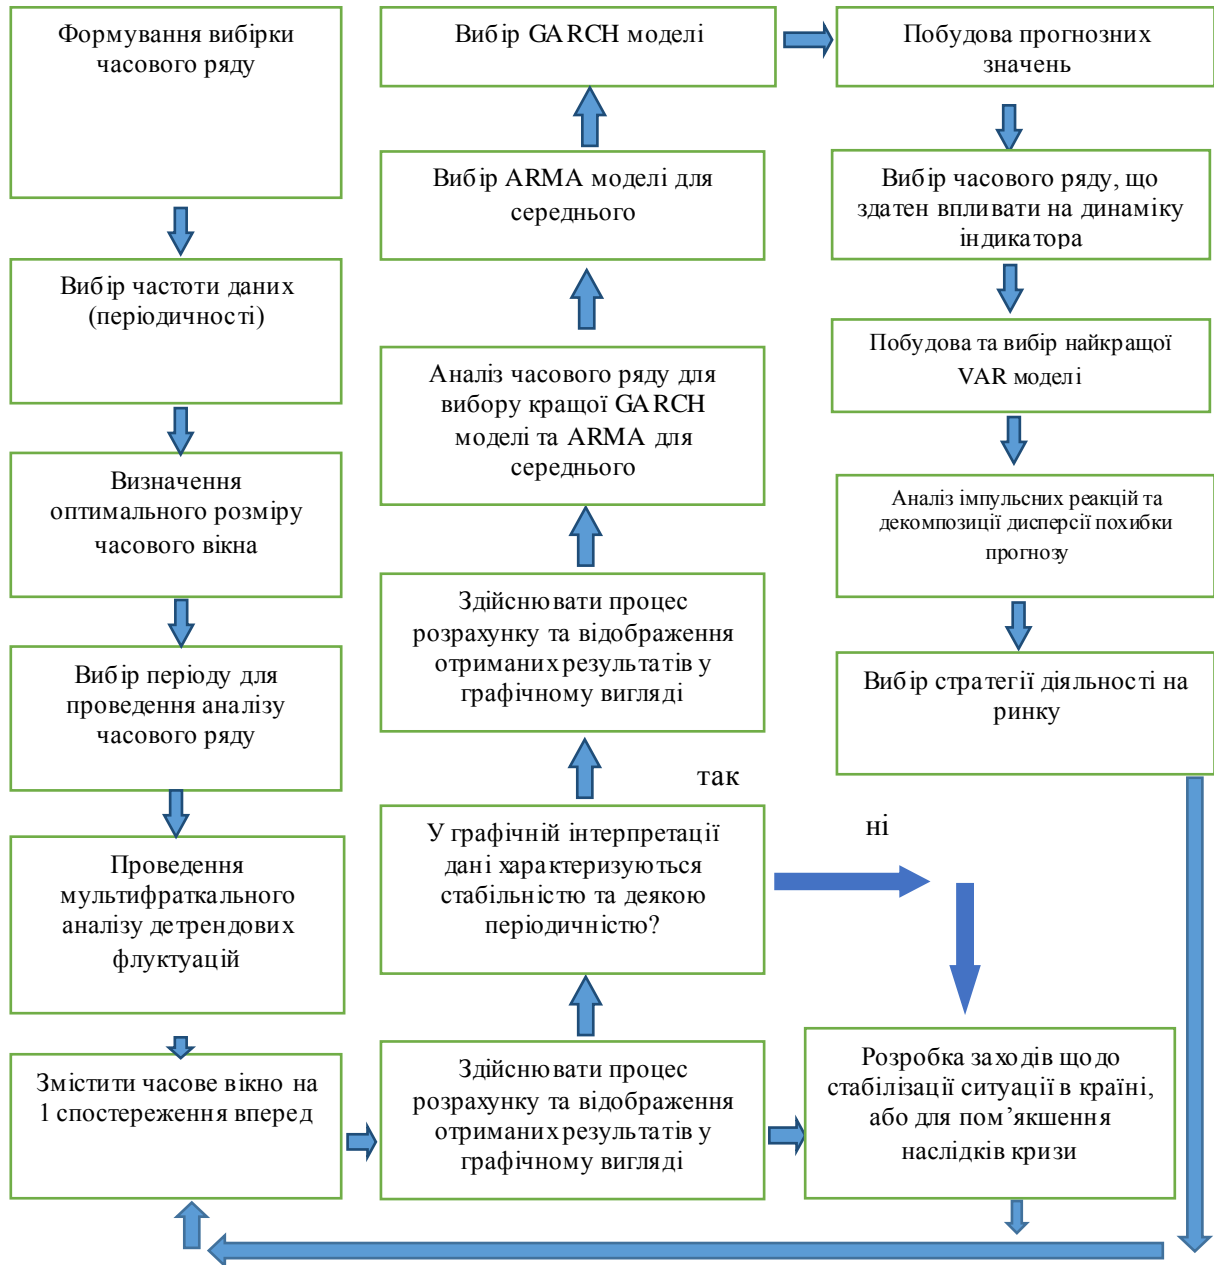 Формування вибірки
часового ряду
Вибір частоти даних
(періодичності)
Визначення
оптимального розміру
часового вікна
Вибір періоду для
проведення аналізу
часового ряду
Проведення
мультифраткального
аналізу детрендових
флуктуацій
Змістити часове вікно на
1 спостереження вперед
Вибір GARCH моделі
Вибір ARMA моделі для
середнього
Аналіз часового ряду для
вибору кращої GARCH
моделі та ARMA для
середнього
Здійснювати процес
розрахунку та відображення
отриманих результатів у
графічному вигляді
так
У графічній інтерпретації
дані характеризуються
стабільністю та деякою
періодичністю?
ні
Здійснювати процес
розрахунку та відображення
отриманих результатів у
графічному вигляді
Побудова прогнозних
значень
Вибір часового ряду, що
здатен впливати на динаміку
індикатора
Побудова та вибір найкращої
VAR моделі
Аналіз імпульсних реакцій та
декомпозиції дисперсії похибки
прогнозу
Вибір стратегії діяльності на
ринку
Розробка заходів щодо
стабілізації ситуації в країні,
або для пом’якшення
наслідків кризи